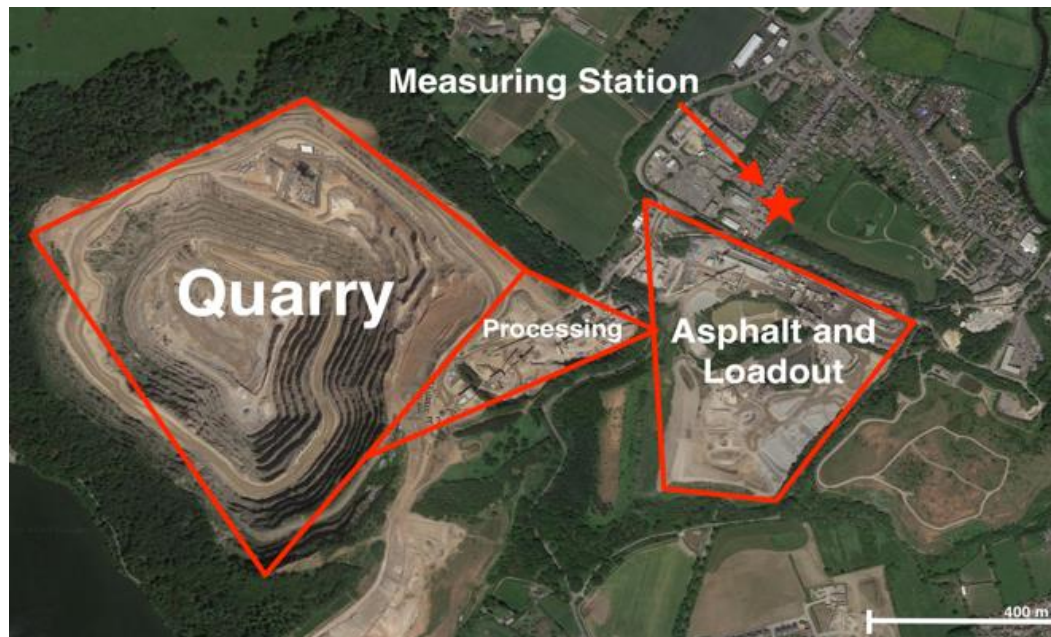 Measuring Station
Quarry
Processing
Asphalt and
Loadout
400 m